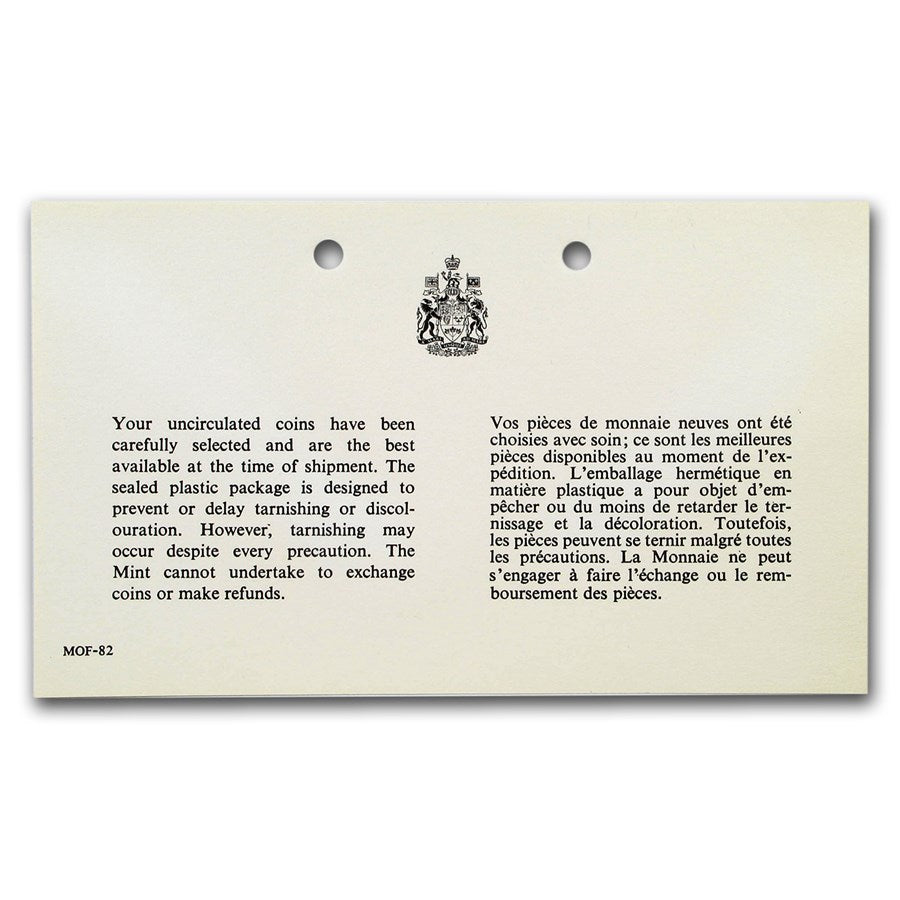 Your uncirculated coins have been
carefully selected and are the best
available at the time of shipment. The
sealed plastic package is designed to
prevent or delay tarnishing or discol-
ouration. However, tarnishing may
occur despite every precaution. The
Mint cannot undertake to exchange
coins or make refunds.
Vos pièces de monnaie neuves ont été
choisies avec soin; ce sont les meilleures
pièces disponibles au moment de l'ex-
pédition. L'emballage hermétique en
matière plastique a pour objet d'em-
pêcher ou du moins de retarder le ter-
nissage et la décoloration. Toutefois,
les pièces peuvent se ternir malgré toutes
les précautions. La Monnaie ne peut
s'engager à faire l'échange ou le rem-
boursement des pièces.
MOF-82